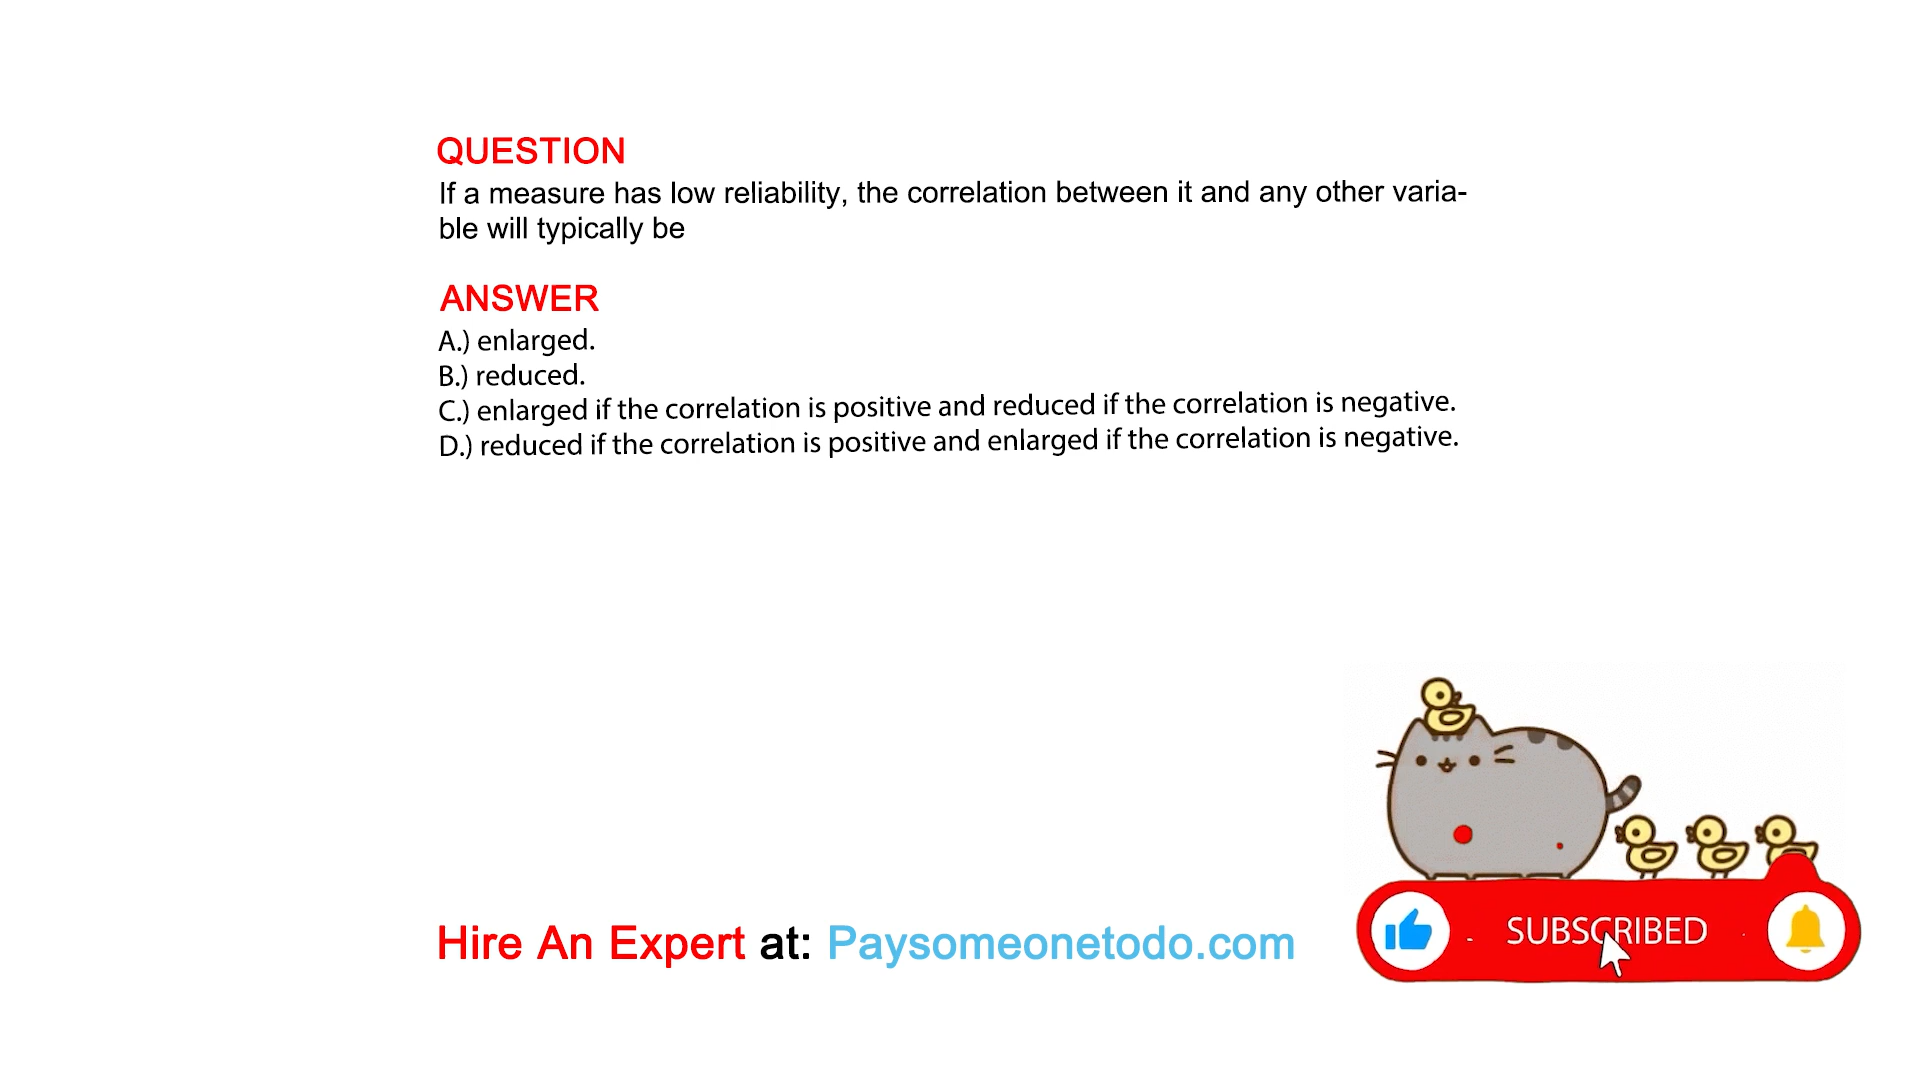 QUESTION
If a measure has low reliability, the correlation between it and any other varia-
ble will typically be
ANSWER
A.) enlarged.
B.) reduced.
C.) enlarged if the correlation is positive and reduced if the correlation is negative.
D.) reduced if the correlation is positive and enlarged if the correlation is negative.
Hire An Expert at: Paysomeonetodo.com
SUBSCRIBED